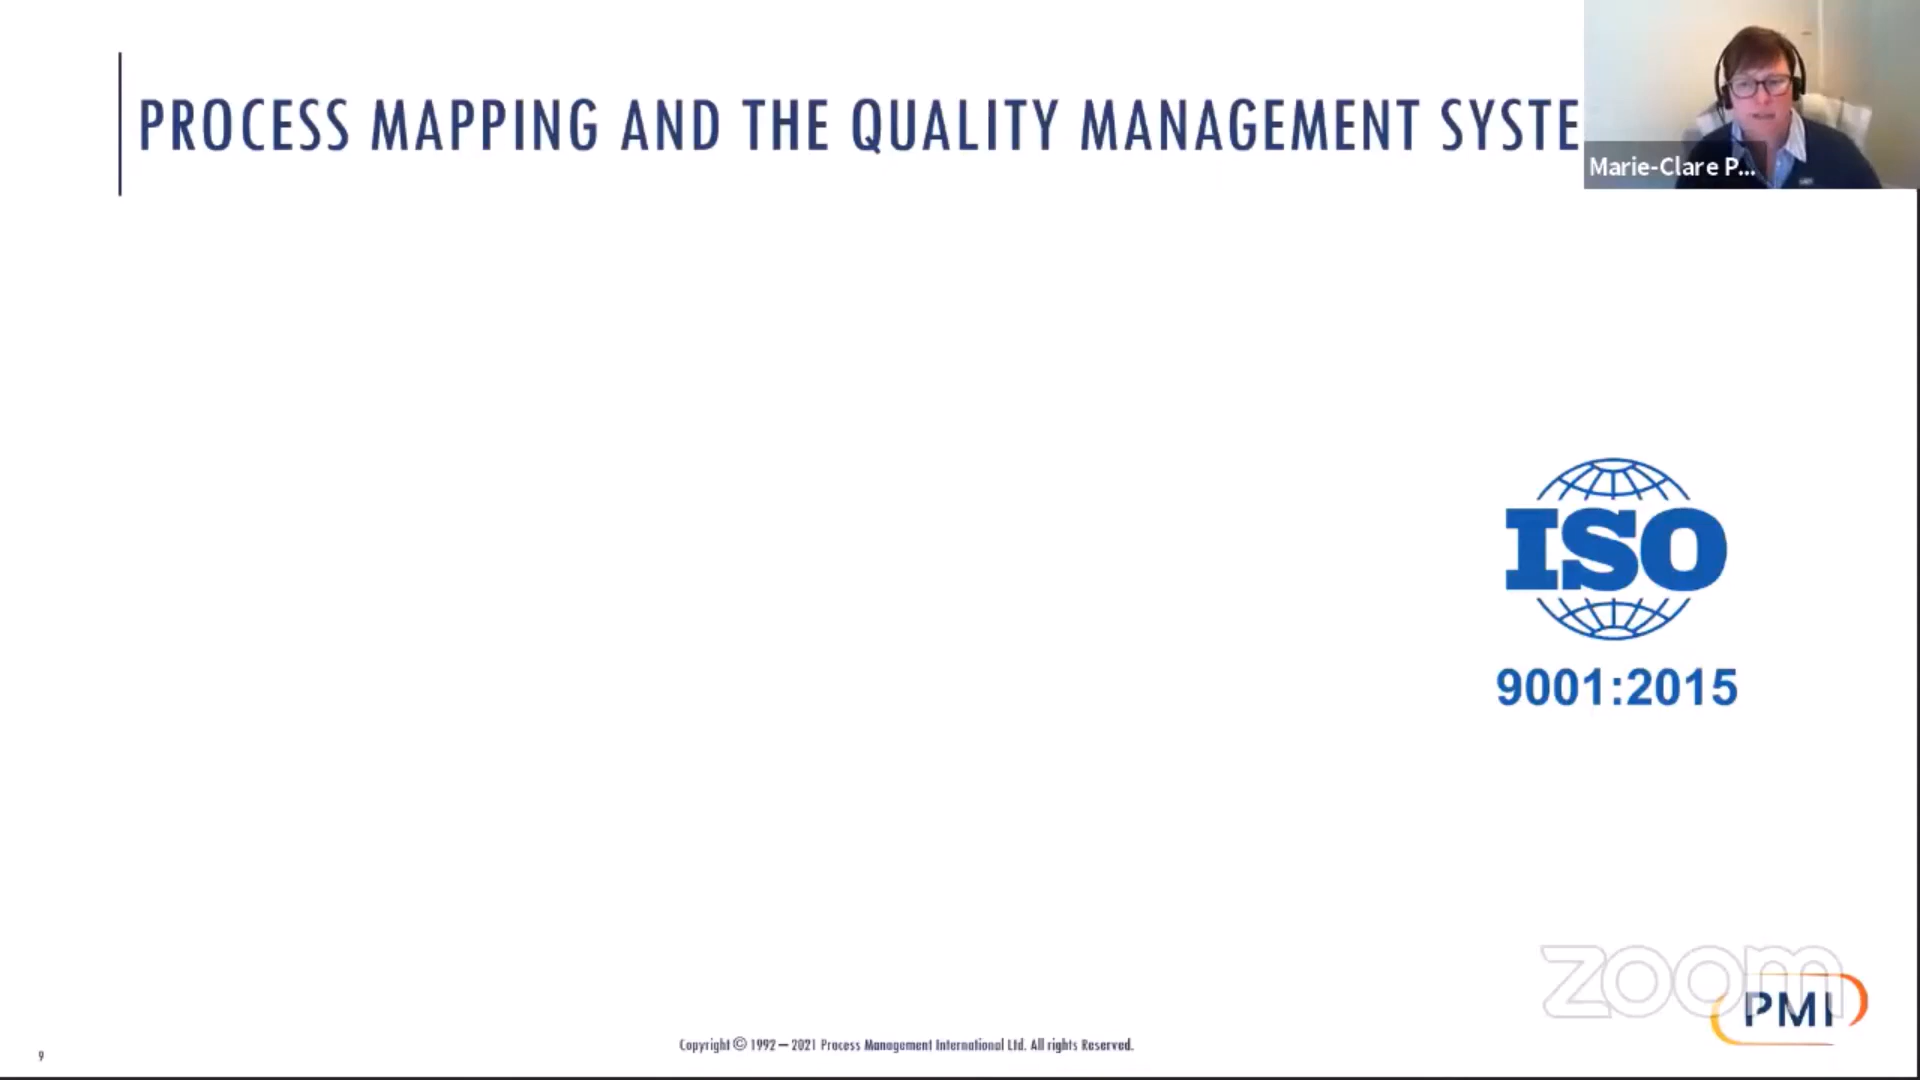 PROCESS MAPPING AND THE QUALITY MANAGEMENT SYSTE
Marie-Clare P...
ISO
9001:2015
zoom
PMI
Copyright © 1992 – 2021 Process Management International Ltd. All rights Reserved.
9